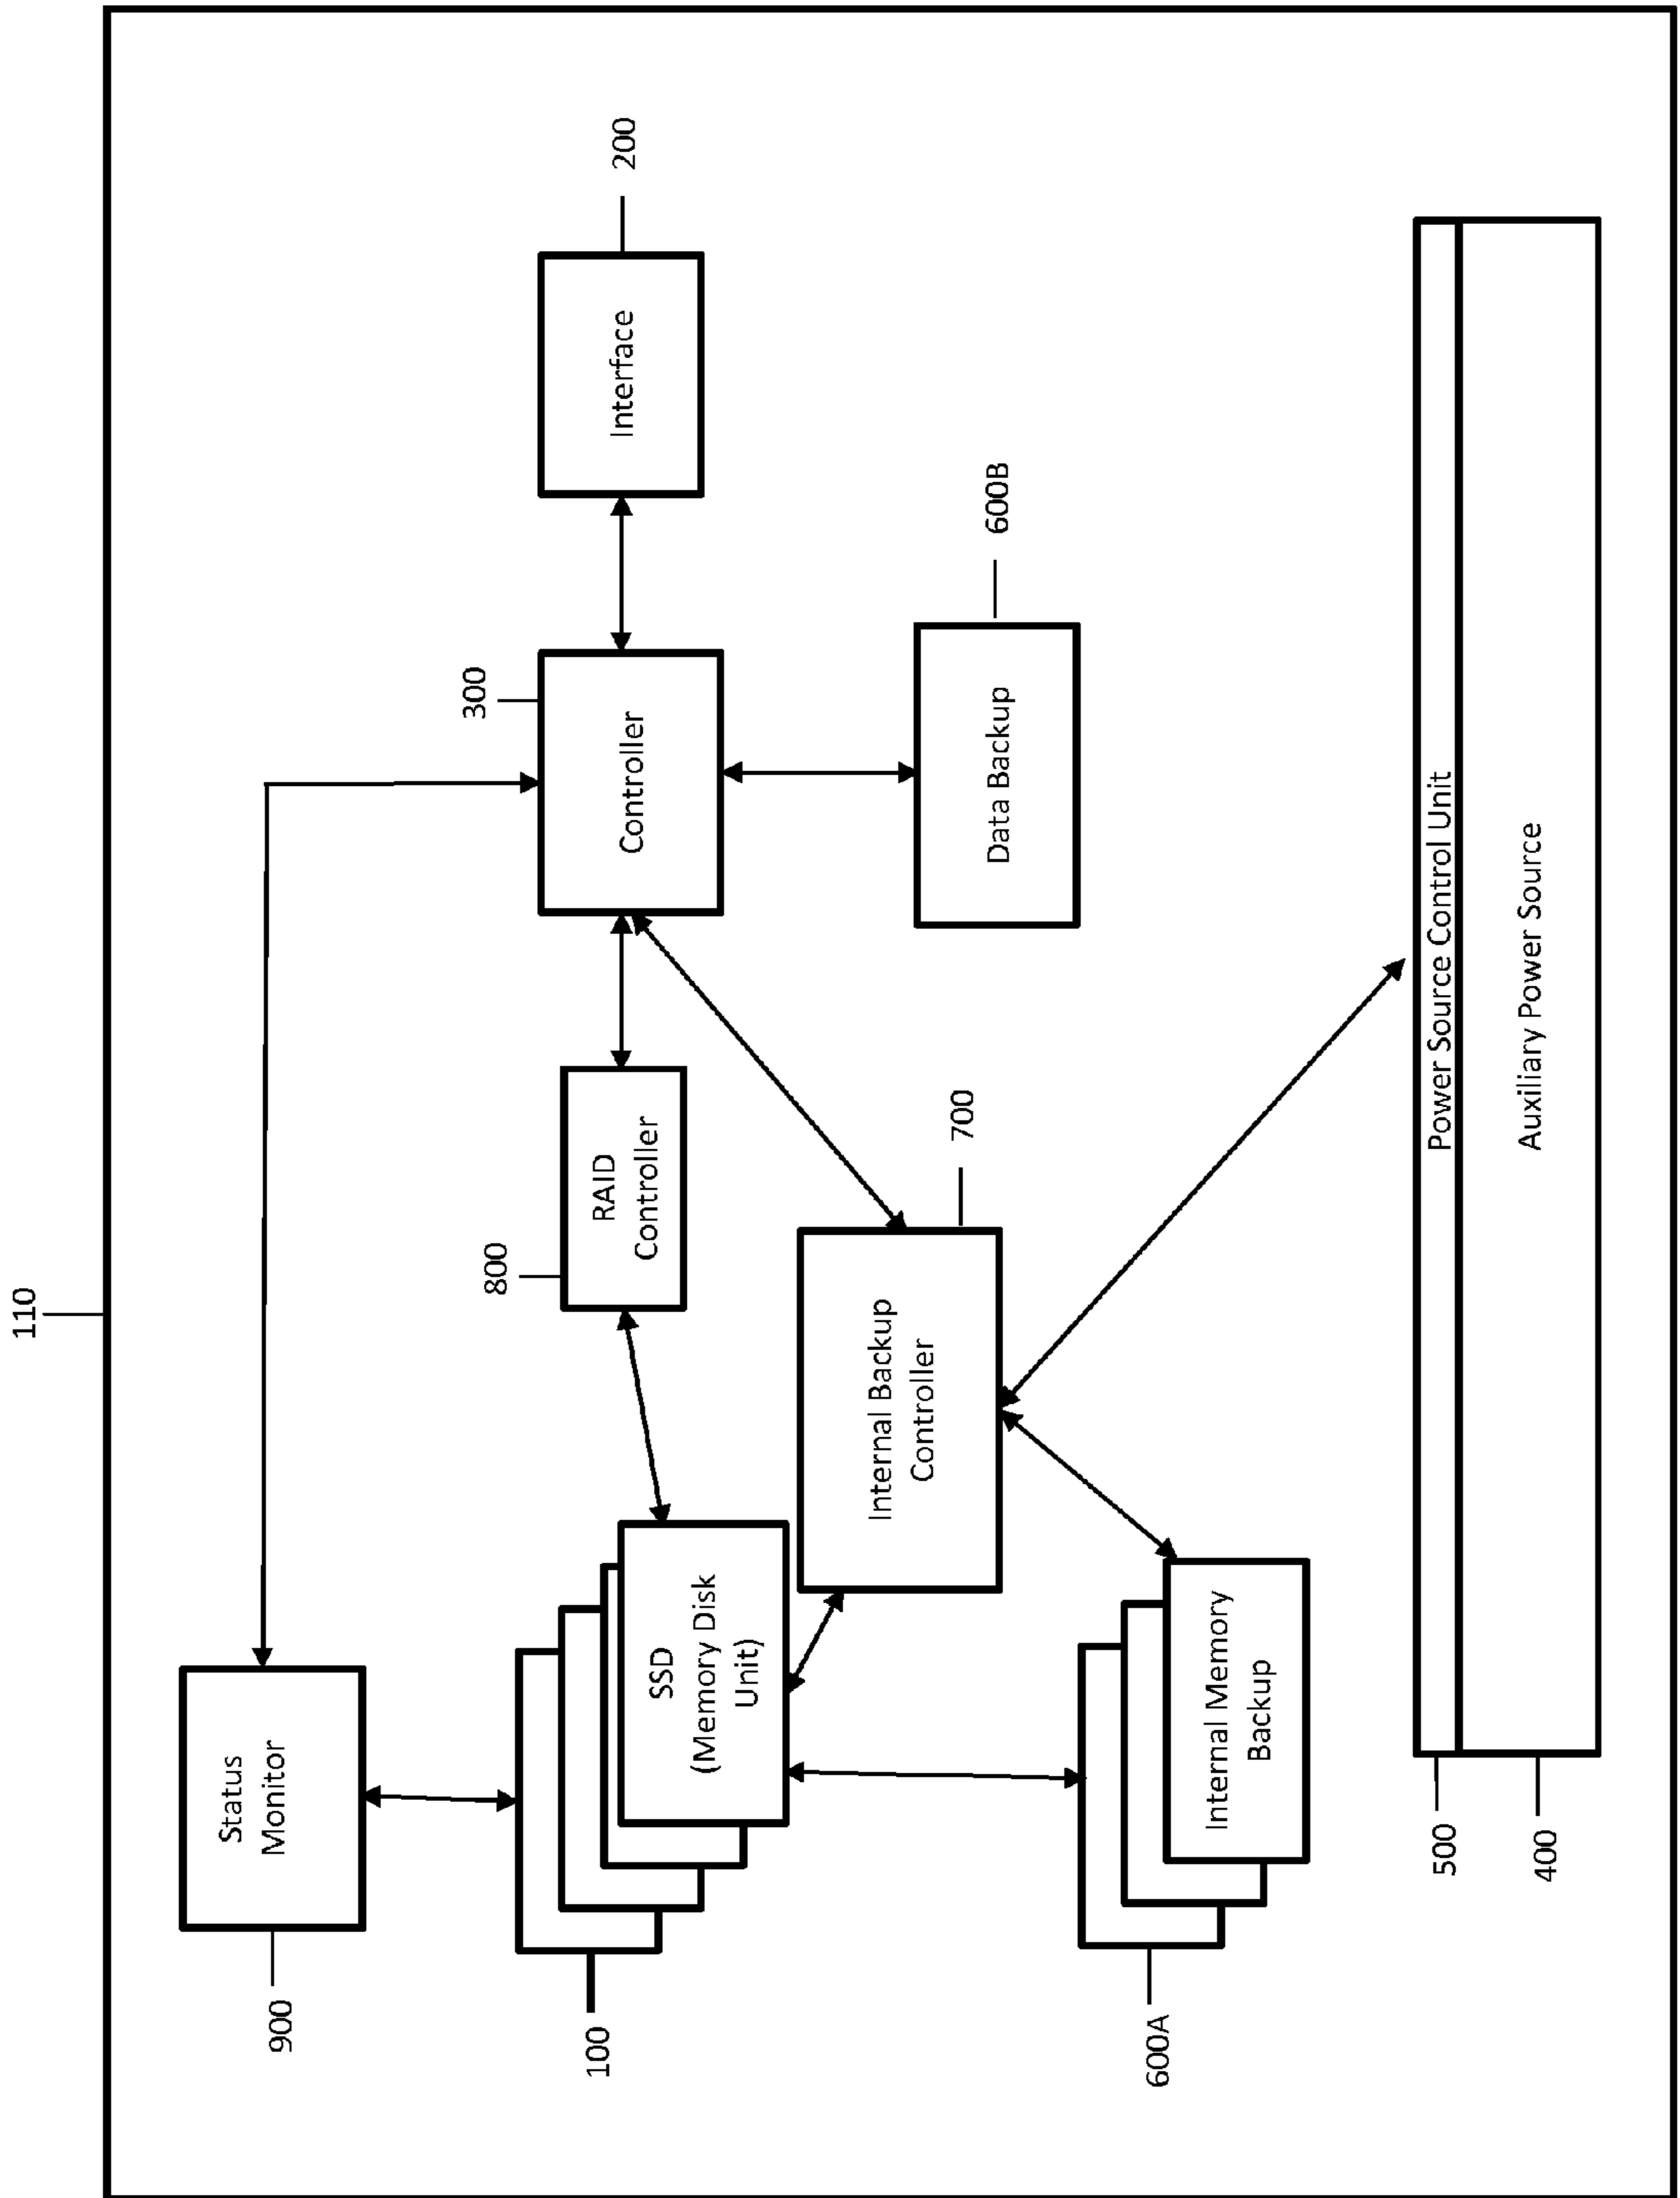 110
900
Status
Monitor
100
SSD
(Memory Disk
Unit)
800
RAID
Controller
300
Controller
200
Interface
700
Internal Backup
Controller
600B
Data Backup
600A
Internal Memory
Backup
500
Power Source Control Unit
400
Auxiliary Power Source